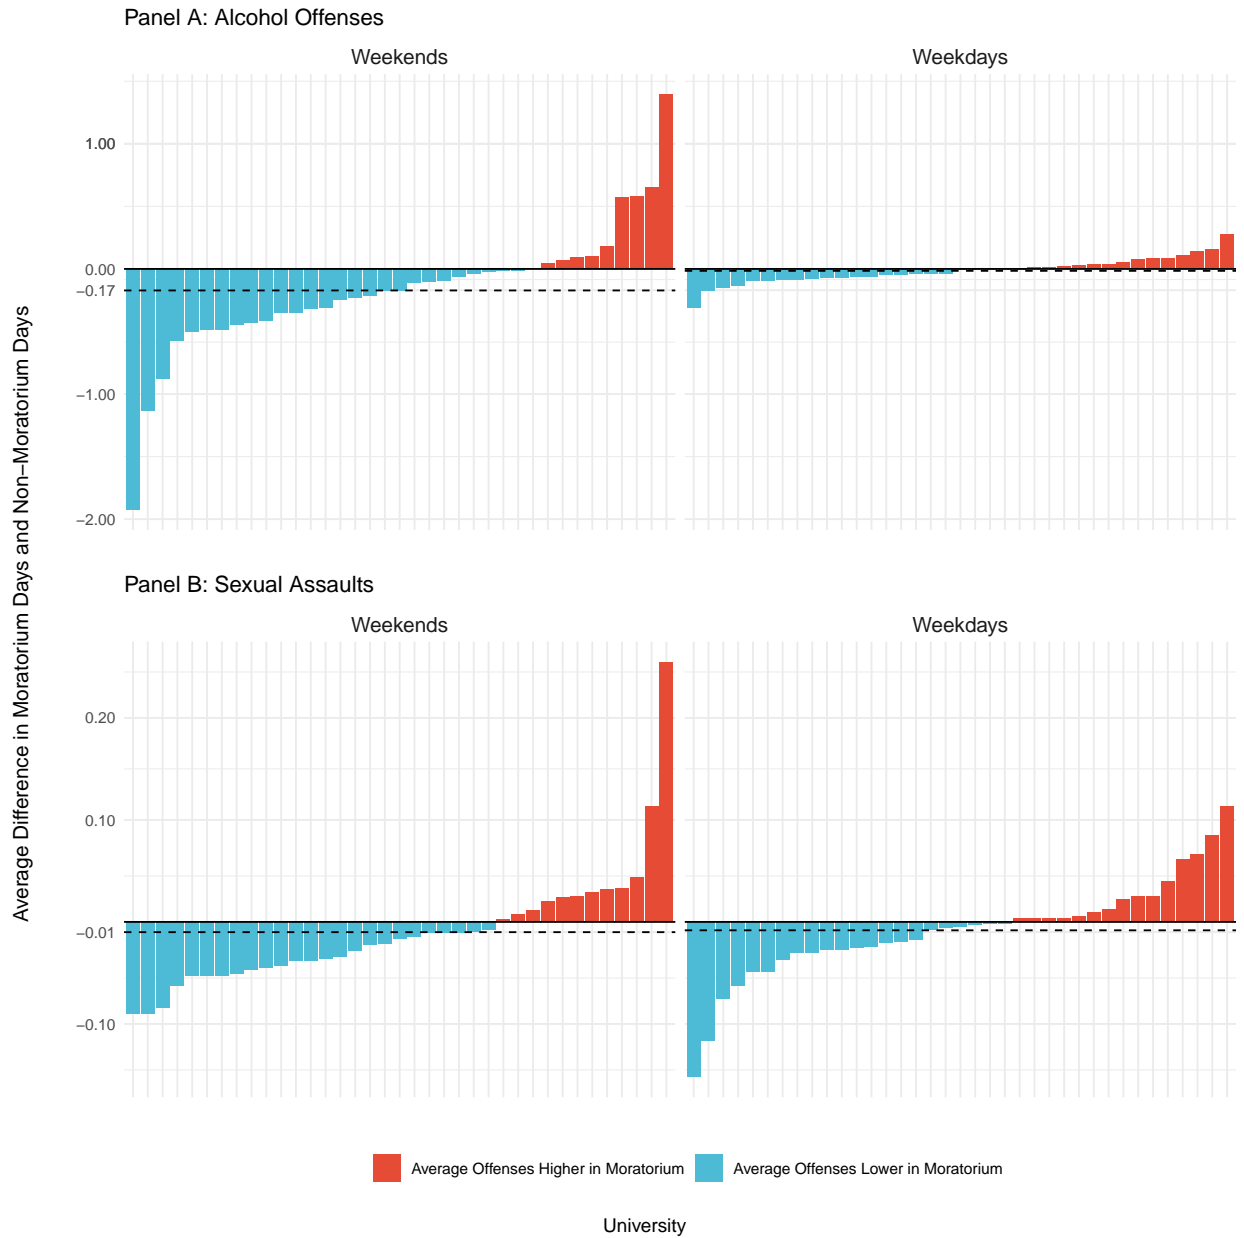 Panel A: Alcohol Offenses
Weekends
Weekdays
1.00
0.00
−0.17
−1.00
−2.00
Average Difference in Moratorium Days and Non−Moratorium Days
Panel B: Sexual Assaults
Weekends
Weekdays
0.20
0.10
−0.01
−0.10
Average Offenses Higher in Moratorium
Average Offenses Lower in Moratorium
University